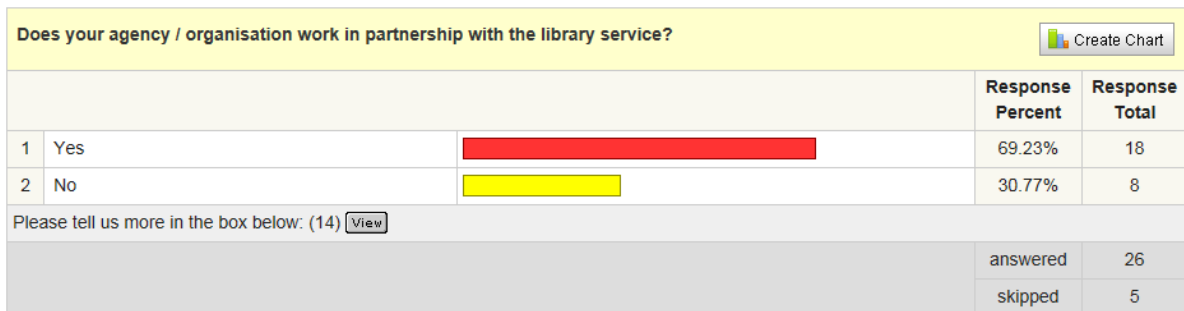 Does your agency / organisation work in partnership with the library service?
Create Chart
Response Percent
Response Total
1 Yes 69.23% 18
2 No 30.77% 8
Please tell us more in the box below: (14) View
answered 26
skipped 5